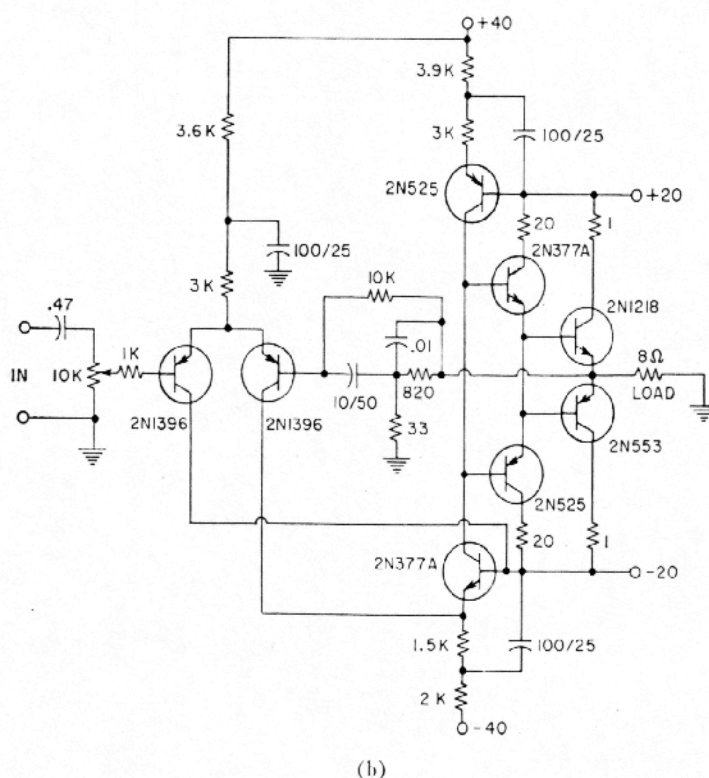 +40
3.9K
3.6K
3K
100/25
2N525
+20
20
1
2N377A
100/25
10K
3K
2N1218
.47
.01
1K
8Ω
IN
10K
820
LOAD
10/50
2N1396
2N1396
33
2N553
2N525
20
1
2N377A
-20
1.5K
100/25
2K
-40
(b)